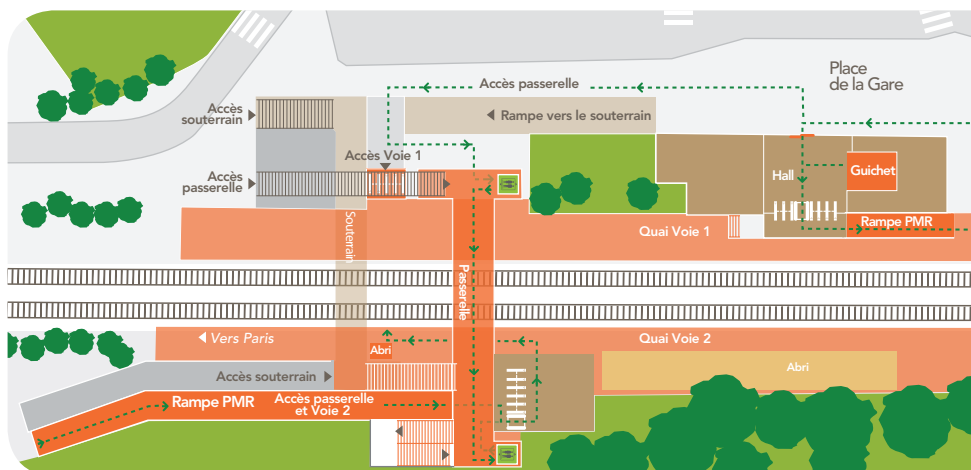 Place
de la Gare
Accès passerelle
Accès
souterrain
Rampe vers le souterrain
Accès Voie 1
Accès
passerelle
Hall
Guichet
Souterrain
Quai Voie 1
Rampe PMR
Passerelle
Vers Paris
Abri
Quai Voie 2
Abri
Accès souterrain
Rampe PMR
Accès passerelle
et Voie 2